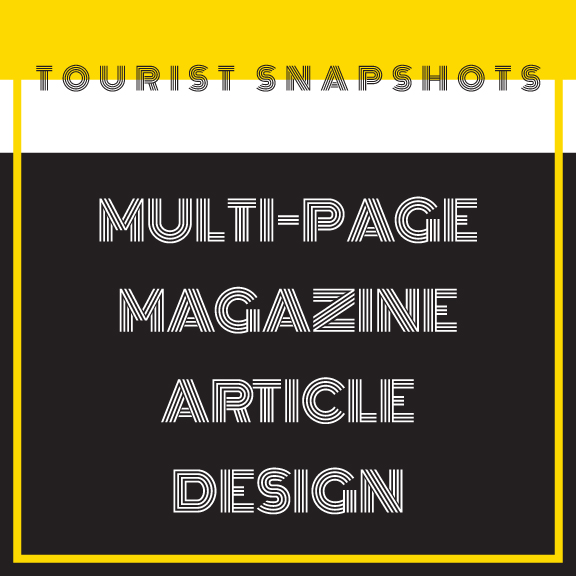 TOURIST SNAPSHOTS
MULTI-PAGE
MAGAZINE
ARTICLE
DESIGN